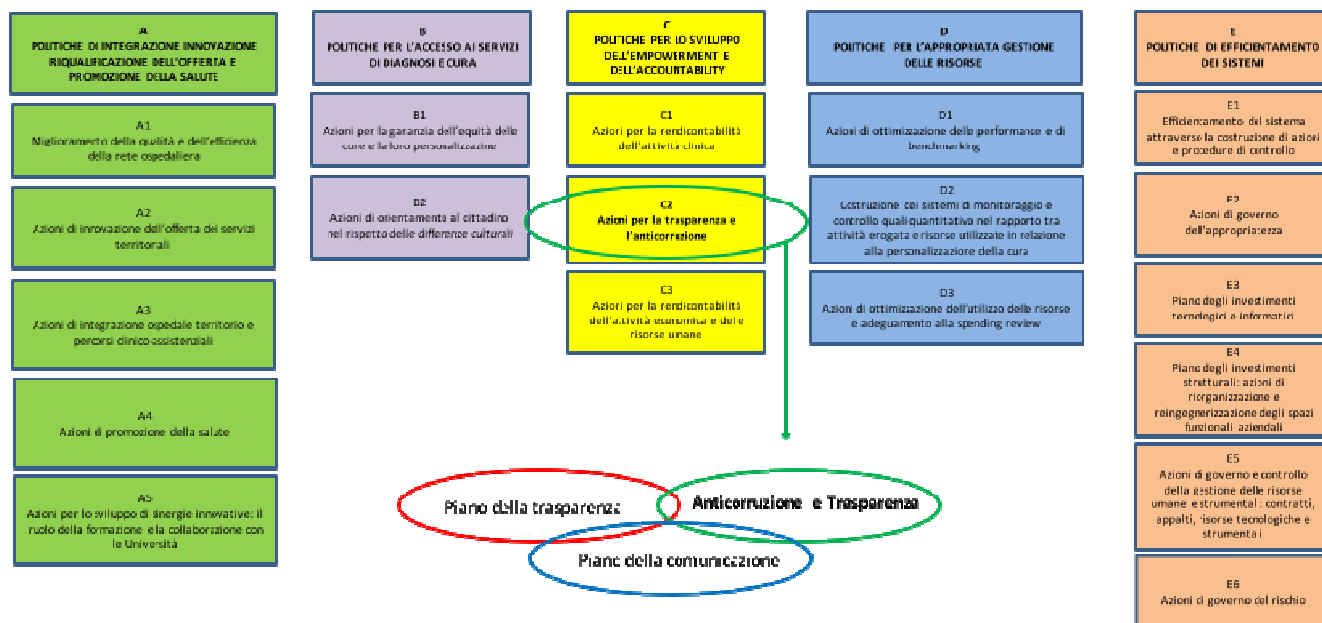 A
POLITICHE DI INTEGRAZIONE INNOVAZIONE
RIQUALIFICAZIONE DELL'OFFERTA E
PROMOZIONE DELLA SALUTE
A1
Miglioramento della qualità e dell'efficienza
della rete ospedaliera
A2
Azioni di innovazione dell'offerta dei servizi
territoriali
A3
Azioni di integrazione ospedale territorio e
percorsi clinico-assistenziali
A4
Azioni di promozione della salute
A5
Azioni per lo sviluppo di sinergie innovative: il
ruolo della formazione e la collaborazione con
le Università
B
POLITICHE PER L'ACCESSO AI SERVIZI
DI DIAGNOSI E CURA
B1
Azioni per la garanzia dell'equità delle
cure e la loro personalizzazine
B2
Azioni di orientamento al cittadino
nel rispetto delle differenze culturali
C
POLITICHE PER LO SVILUPPO
DELL'EMPOWERMENT E
DELL'ACCOUNTABILITY
C1
Aziori per la rendicontabilità
dell'attività clinica
C2
Azioni per la trasparenza e
l'anticorruzione
C3
Aziori per la rendicontabilità
dell'attività economica e delle
risorse umane
D
POLITICHE PER L'APPROPRIATA GESTIONE
DELLE RISORSE
D1
Azioni di ottimizzazione delle performance e di
benchmarking
D2
Costruzione dei sistemi di monitoraggio e
controllo quali-quantitativo nel rapporto tra
attività erogata e risorse utilizzate in relazione
alla personalizzazione della cura
D3
Azioni di ottimizzazione dell'utilizzo delle risorse
e adeguamento alla spending review
E
POLITICHE DI EFFICIENTAMENTO
DEI SISTEMI
E1
Efficientamento del sistema
attraverso la costruzione di azioni
e procedure di controllo
E2
Azioni di governo
dell'appropriatezza
E3
Piano degli investimenti
tecnologici e informatici
E4
Piano degli investimenti
strutturali: azioni di
riorganizzazione e
reingegnerizzazione degli spazi
funzionali aziendali
E5
Azioni di governo e controllo
della gestione delle risorse
umane e strumentali: contratti,
appalti, risorse tecnologiche e
strumentali
E6
Azioni di governo del rischio
Piano della trasparenza
Anticorruzione e Trasparenza
Piano della comunicazione